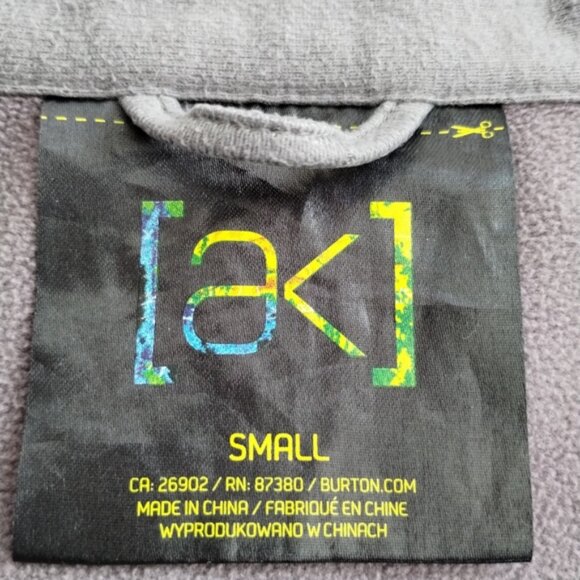 [ak]
SMALL
CA: 26902 / RN: 87380 / BURTON.COM
MADE IN CHINA / FABRIQUÉ EN CHINE
WYPRODUKOWANO W CHINACH